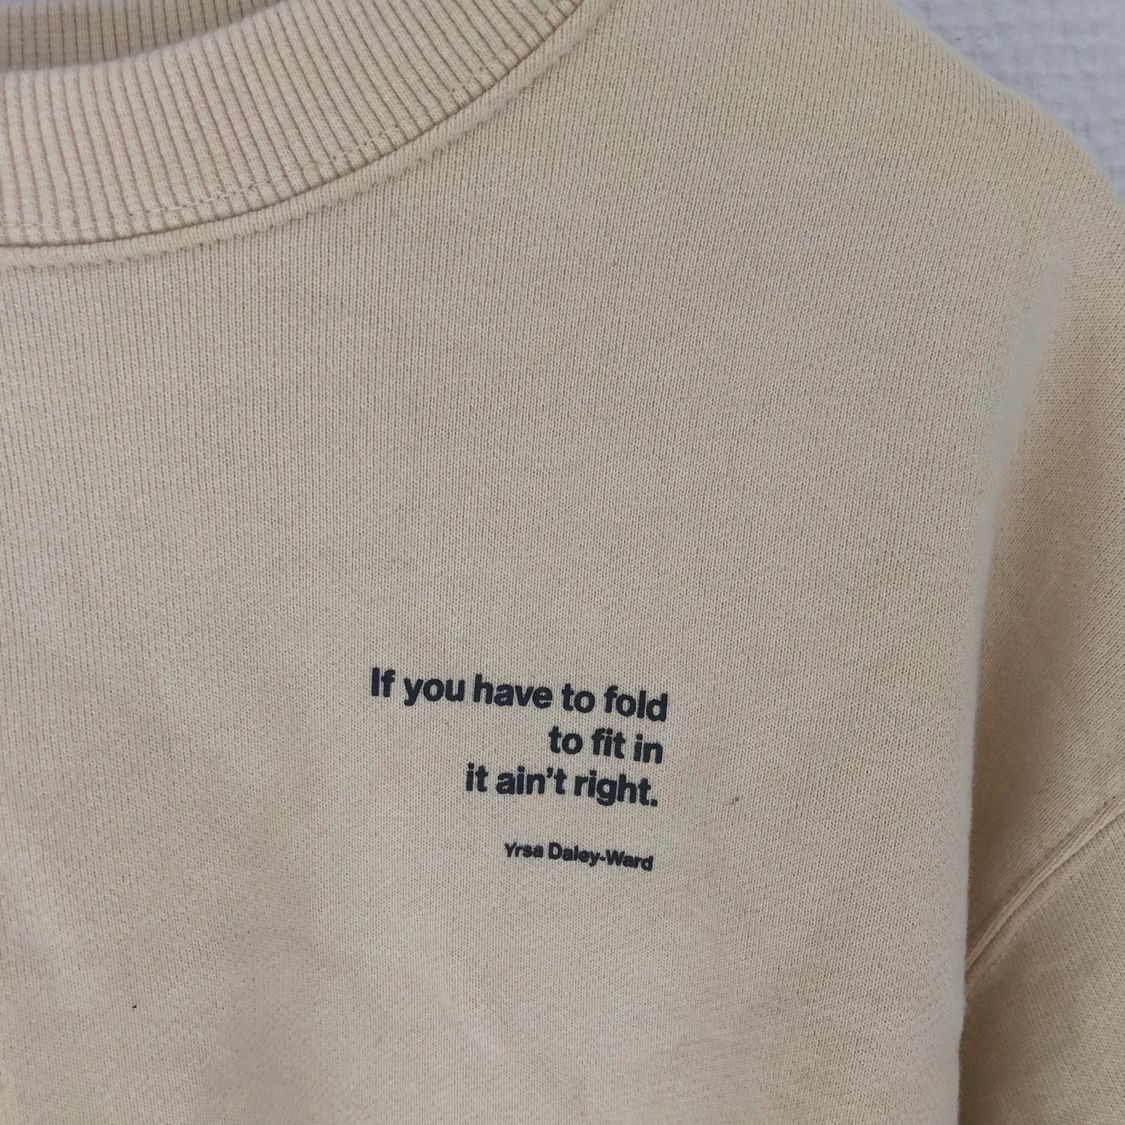 If you have to fold
to fit in
it ain't right.
Yrsa Daley-Ward